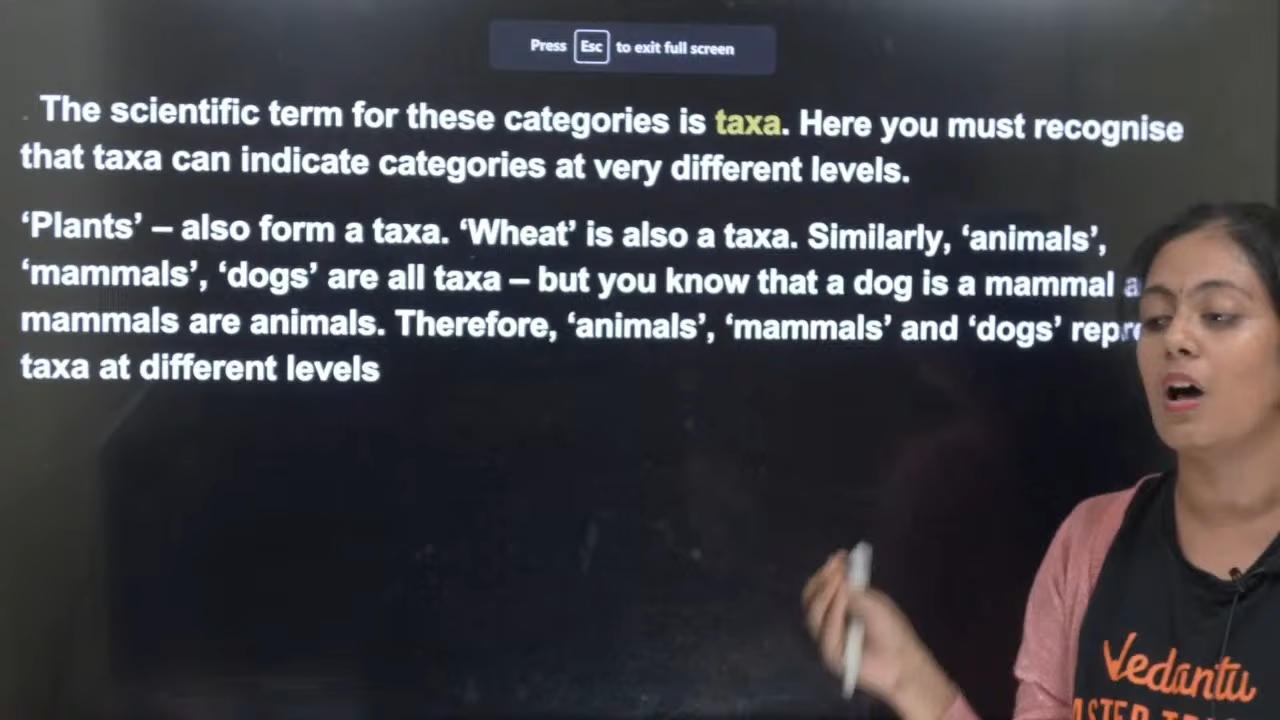 Press Esc to exit full screen
The scientific term for these categories is taxa. Here you must recognise
that taxa can indicate categories at very different levels.
‘Plants’ – also form a taxa. ‘Wheat’ is also a taxa. Similarly, ‘animals’,
‘mammals’, ‘dogs’ are all taxa – but you know that a dog is a mammal
mammals are animals. Therefore, ‘animals’, ‘mammals’ and ‘dogs’
taxa at different levels
Vedantu